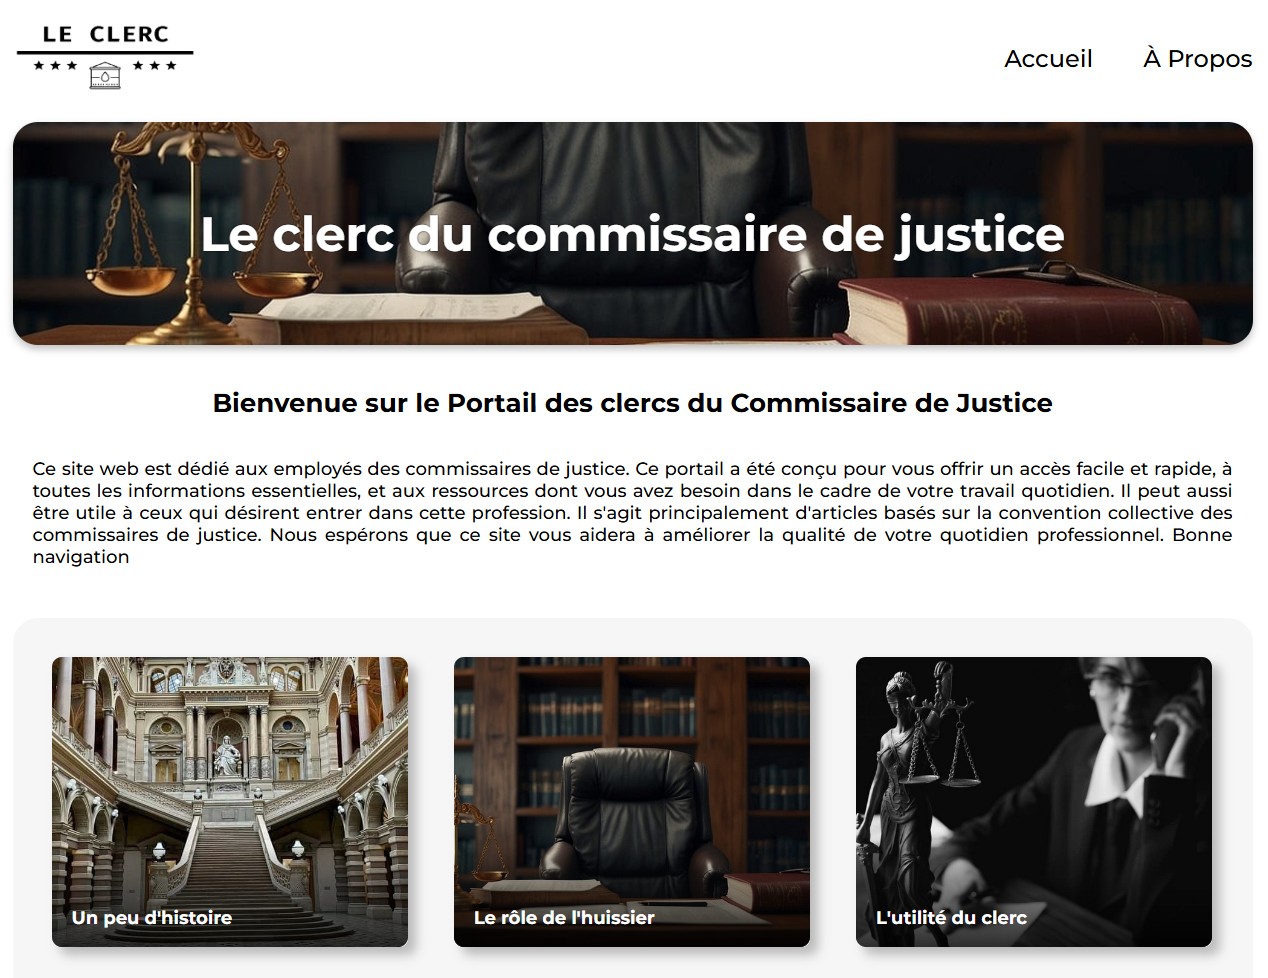 LE CLERC
Accueil
À Propos
Le clerc du commissaire de justice
Bienvenue sur le Portail des clercs du Commissaire de Justice
Ce site web est dédié aux employés des commissaires de justice. Ce portail a été conçu pour vous offrir un accès facile et rapide, à
toutes les informations essentielles, et aux ressources dont vous avez besoin dans le cadre de votre travail quotidien. Il peut aussi
être utile à ceux qui désirent entrer dans cette profession. Il s'agit principalement d'articles basés sur la convention collective des
commissaires de justice. Nous espérons que ce site vous aidera à améliorer la qualité de votre quotidien professionnel. Bonne
navigation
Un peu d'histoire
Le rôle de l'huissier
L'utilité du clerc